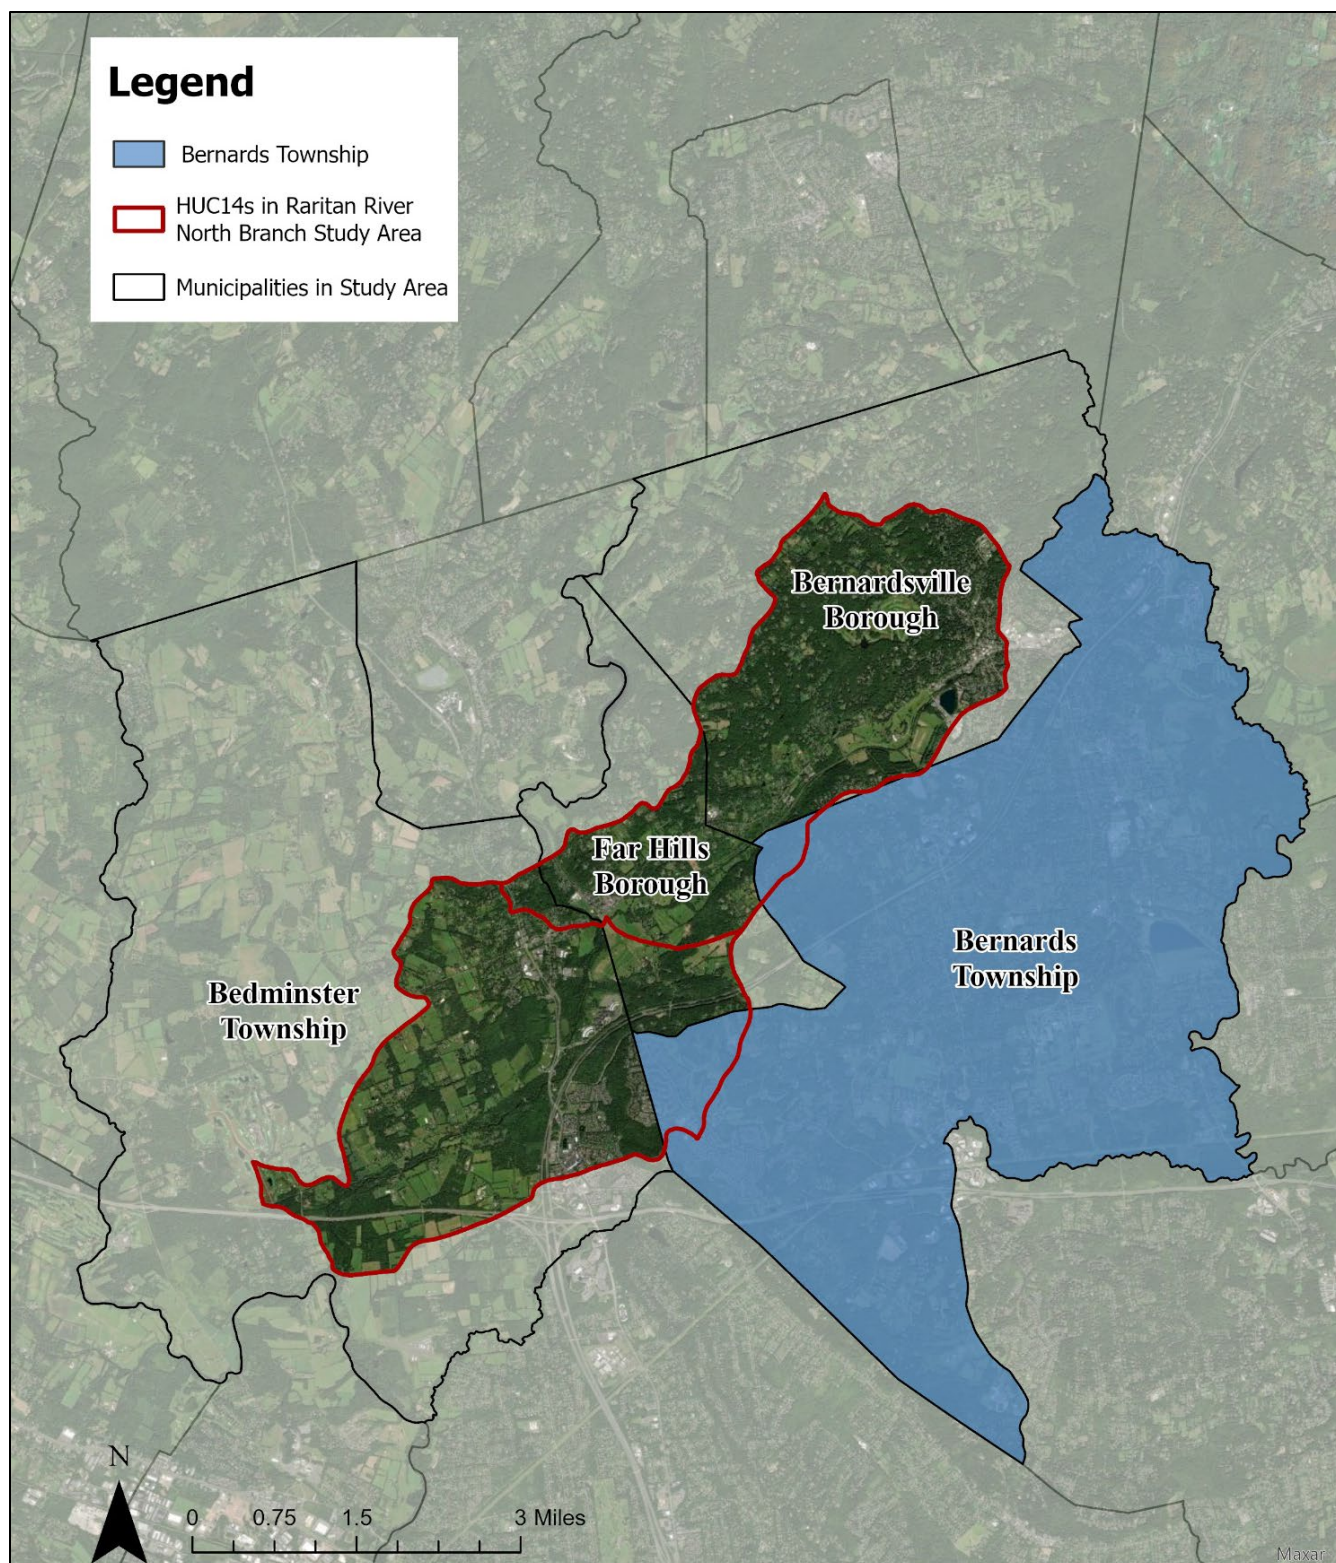 Legend
Bernards Township
HUC14s in Raritan River
North Branch Study Area
Municipalities in Study Area
Bernardsville
Borough
Far Hills
Borough
Bernards
Township
Bedminster
Township
N
0 0.75 1.5 3 Miles
Maxar